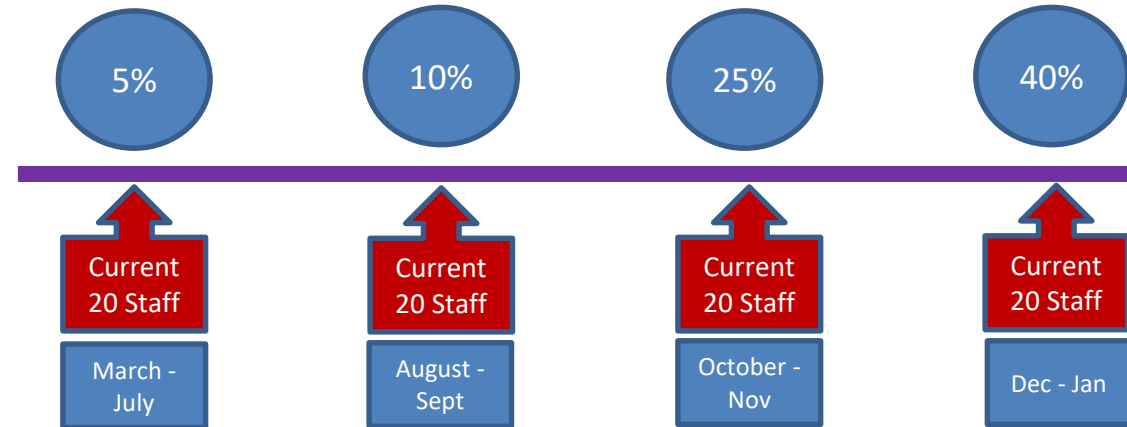 5%
10%
25%
40%
Current
20 Staff
Current
20 Staff
Current
20 Staff
Current
20 Staff
March -
July
August -
Sept
October -
Nov
Dec - Jan